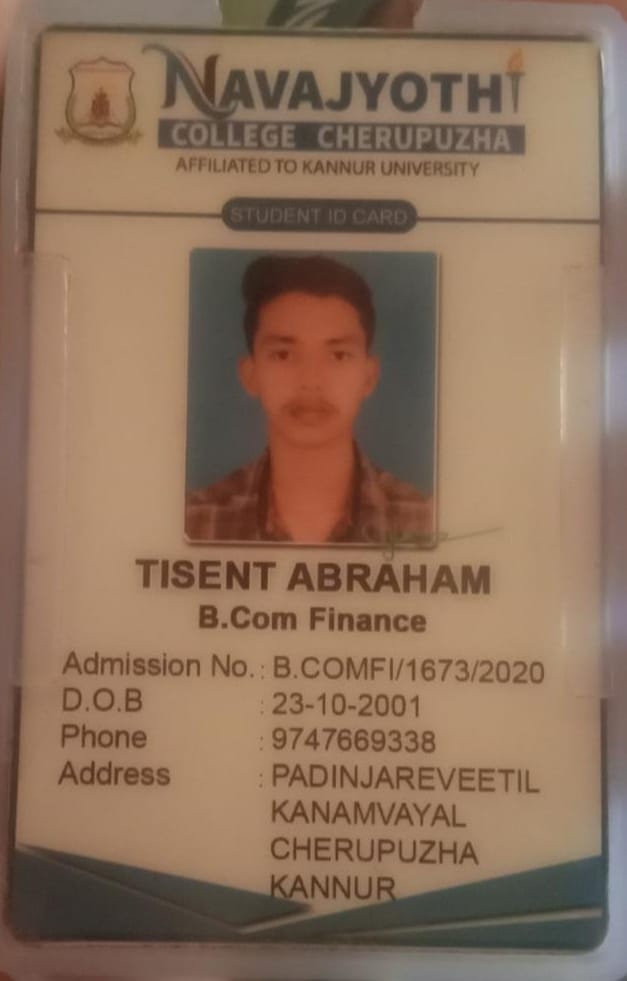 NAVAJYOTHI
COLLEGE CHERUPUZHA
AFFILIATED TO KANNUR UNIVERSITY
STUDENT ID CARD
TISENT ABRAHAM
B.Com Finance
Admission No. : B.COMFI/1673/2020
D.O.B : 23-10-2001
Phone : 9747669338
Address : PADINJAREVEETIL
KANAMVAYAL
CHERUPUZHA
KANNUR